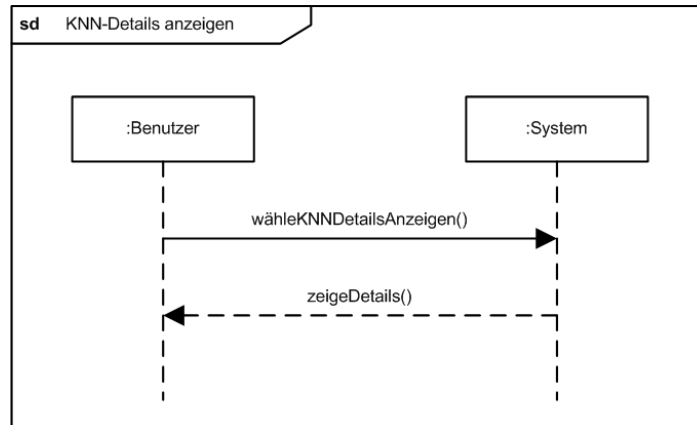 sd KNN-Details anzeigen
:Benutzer
:System
wähleKNNDetailsAnzeigen()
zeigeDetails()